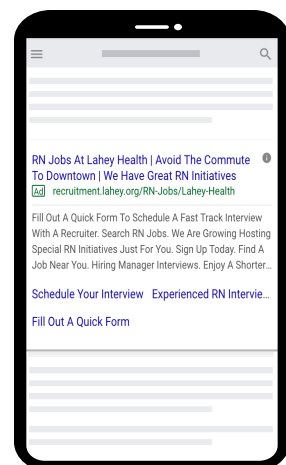 RN Jobs At Lahey Health | Avoid The Commute
To Downtown | We Have Great RN Initiatives
Ad recruitment.lahey.org/RN-Jobs/Lahey-Health
Fill Out A Quick Form To Schedule A Fast Track Interview
With A Recruiter. Search RN Jobs. We Are Growing Hosting
Special RN Initiatives Just For You. Sign Up Today. Find A
Job Near You. Hiring Manager Interviews. Enjoy A Shorter...
Schedule Your Interview Experienced RN Intervie...
Fill Out A Quick Form